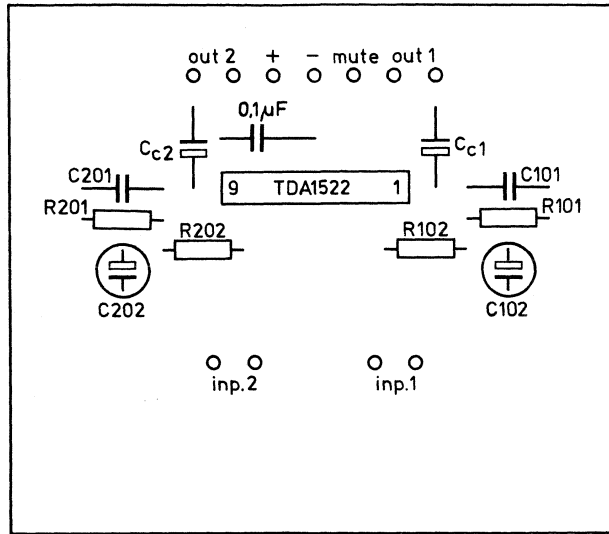 out 2 + − mute out 1
0,1µF
Cc2
Cc1
C201
C101
9 TDA1522 1
R201
R101
R202
R102
C202
C102
inp.2
inp.1